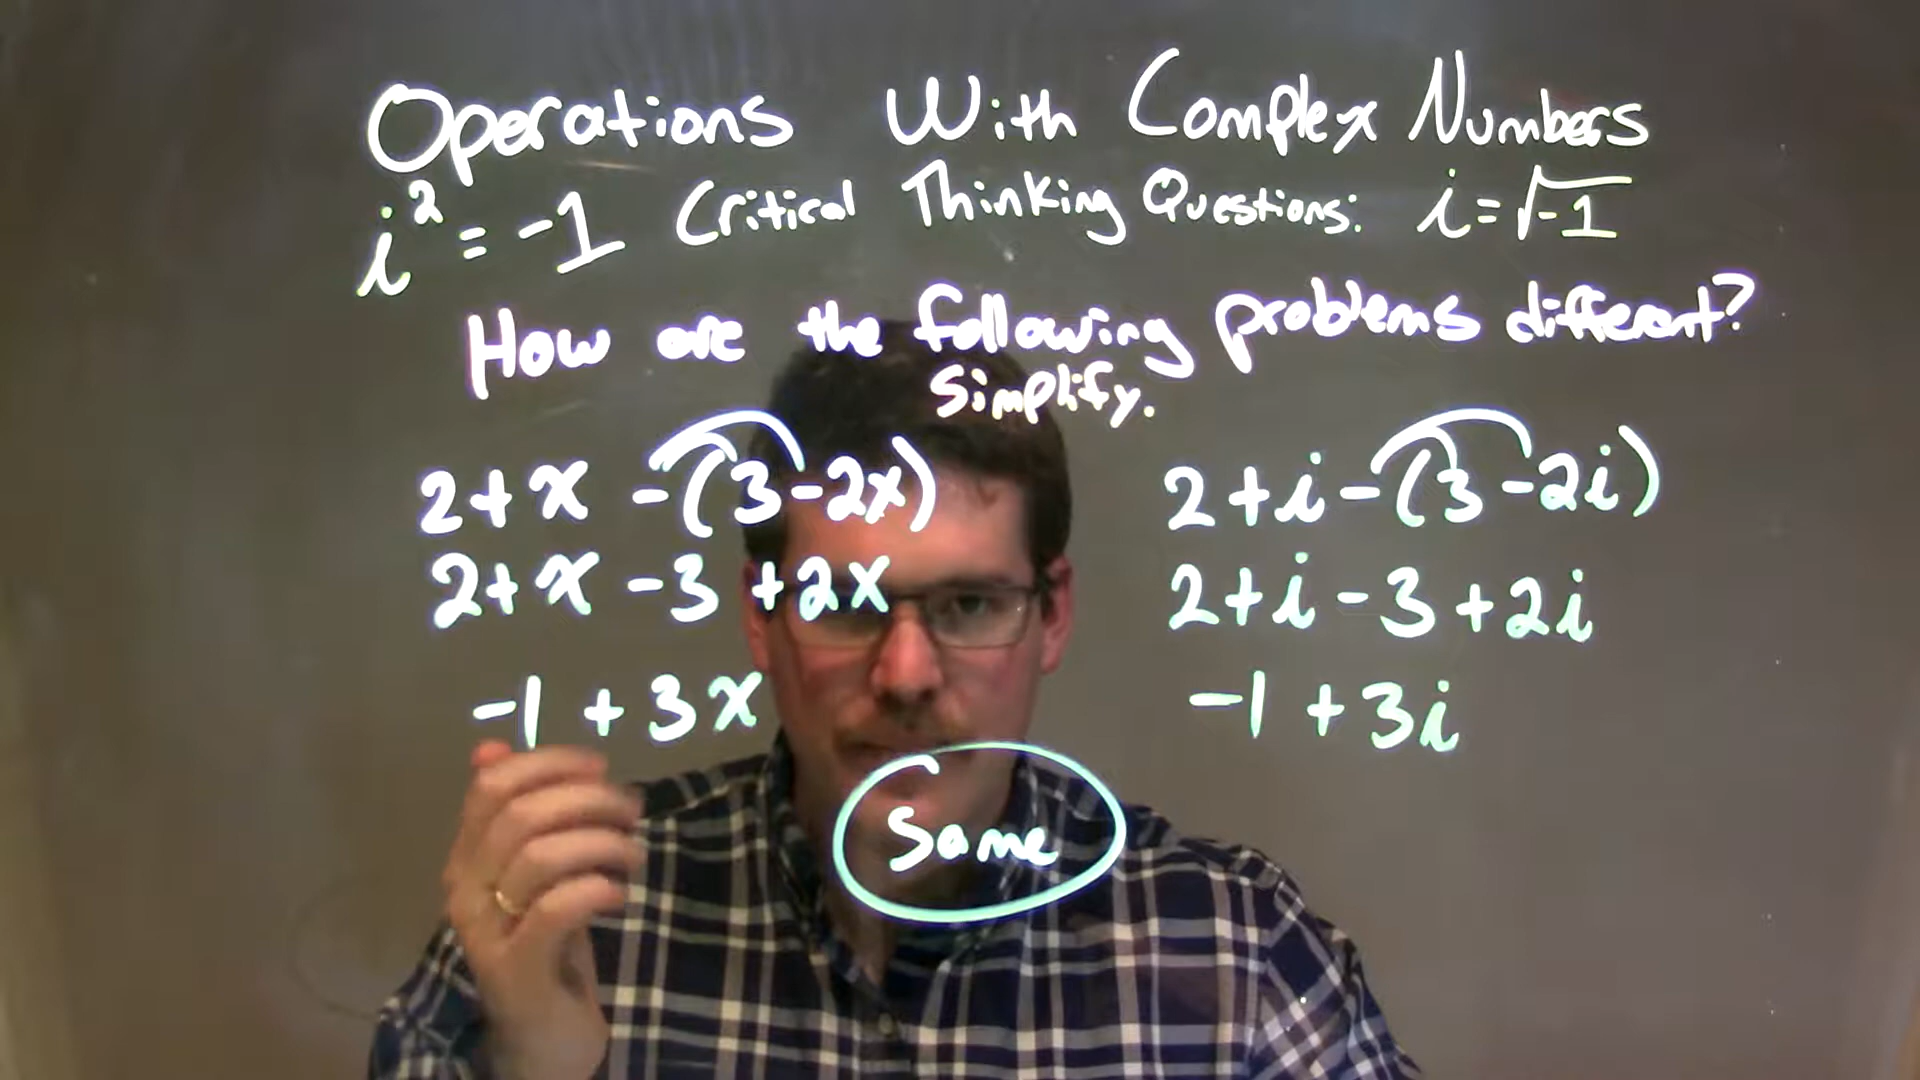 Operations With Complex Numbers
i² = -1 Critical Thinking Questions: i = √-1
How are the following problems different?
Simplify.
2 + x - (3 - 2x) 2 + i - (3 - 2i)
2 + x - 3 + 2x 2 + i - 3 + 2i
-1 + 3x -1 + 3i
Same